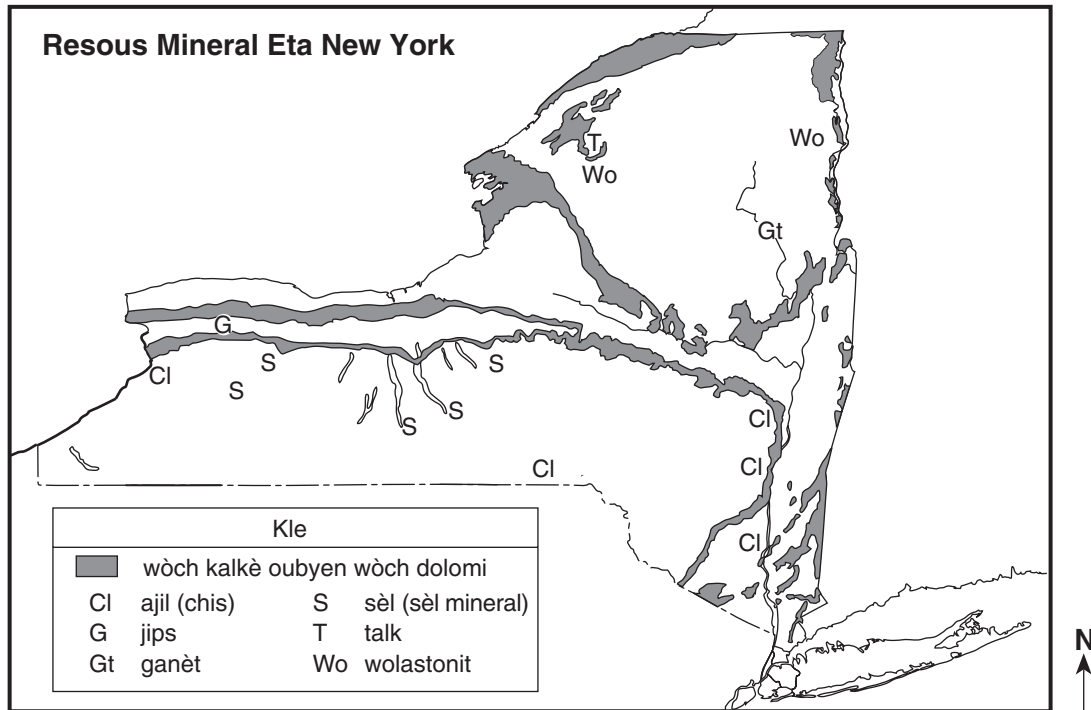 Resous Mineral Eta New York
Wo
T
Wo
Gt
G
Cl
S
S
S
S
S
Cl
Cl
Cl
Cl
N
Kle
wòch kalkè oubyen wòch dolomi
Cl ajil (chis) S sèl (sèl mineral)
G jips T talk
Gt ganèt Wo wolastonit